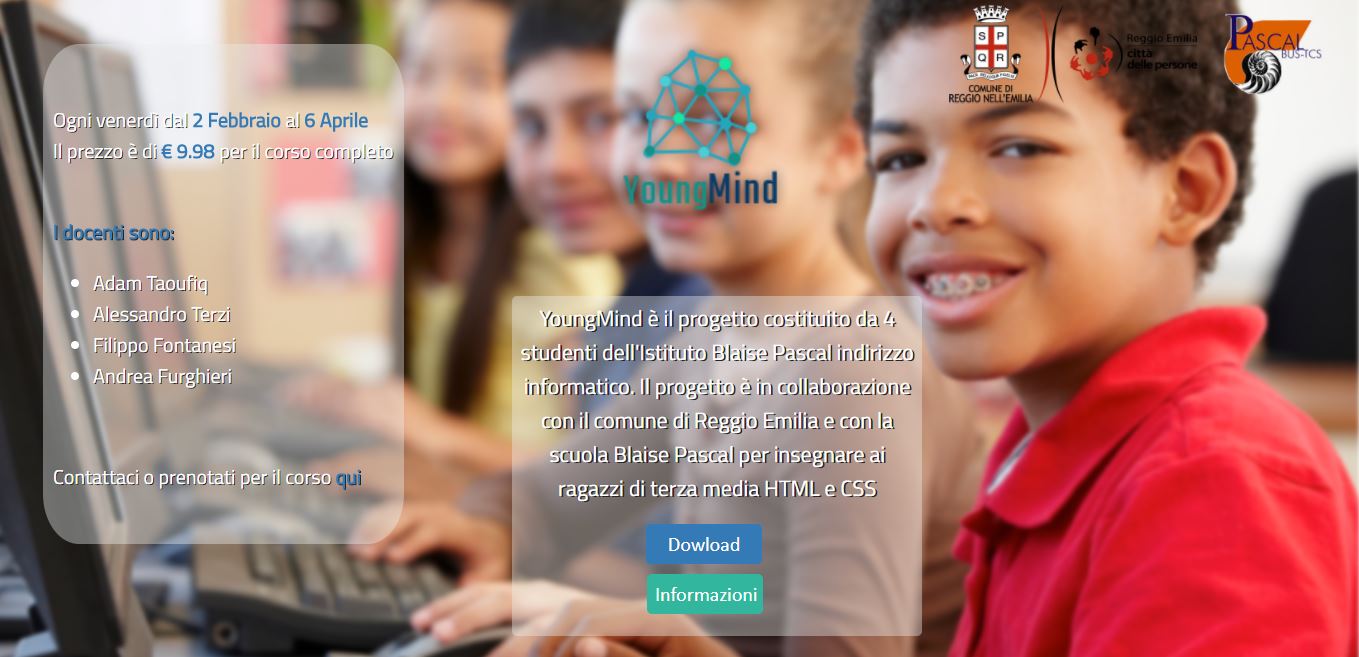 Ogni venerdì dal 2 Febbraio al 6 Aprile
Il prezzo è di € 9.98 per il corso completo
I docenti sono:
Adam Taoufiq
Alessandro Terzi
Filippo Fontanesi
Andrea Furghieri
Contattaci o prenotati per il corso qui
YoungMind
YoungMind è il progetto costituito da 4
studenti dell'Istituto Blaise Pascal indirizzo
informatico. Il progetto è in collaborazione
con il comune di Reggio Emilia e con la
scuola Blaise Pascal per insegnare ai
ragazzi di terza media HTML e CSS
Dowload
Informazioni
S P
Q R
COMUNE DI
REGGIO NELL'EMILIA
Reggio Emilia
città
delle persone
PASCAL
BUS-TCS